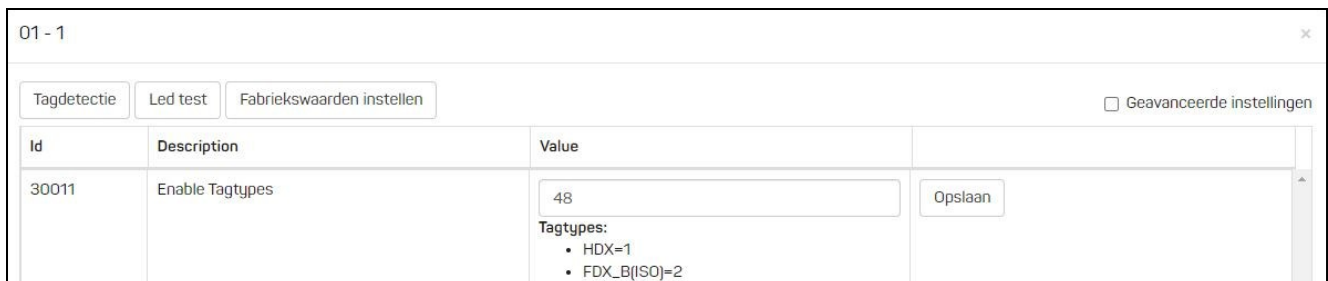 01 - 1 ×
Tagdetectie Led test Fabriekswaarden instellen Geavanceerde instellingen
Id Description Value
30011 Enable Tagtypes 48 Opslaan
Tagtypes:
• HDX=1
• FDX_B(ISO)=2